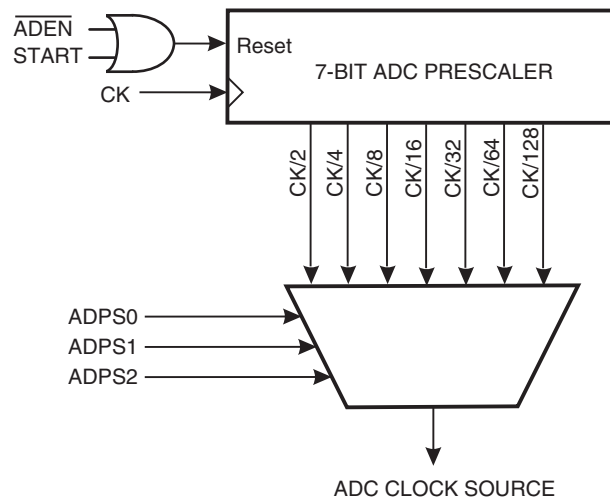 ADEN
START
Reset
7-BIT ADC PRESCALER
CK
CK/2
CK/4
CK/8
CK/16
CK/32
CK/64
CK/128
ADPS0
ADPS1
ADPS2
ADC CLOCK SOURCE